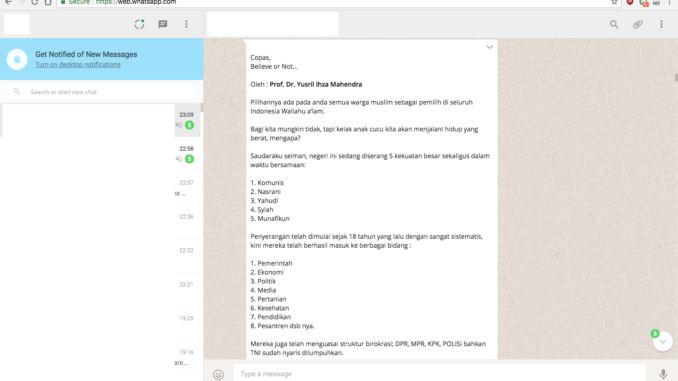 Secure https://web.whatsapp.com
Get Notified of New Messages
Turn on desktop notifications
Search or start new chat
23:09
5
22:58
5
22:57
22:36
22:32
22:21
19:25
19:16
Copas,
Believe or Not...
Oleh : Prof. Dr. Yusril Ihza Mahendra
Pilihannya ada pada anda semua warga muslim sebagai pemilih di seluruh
Indonesia Wallahu a'lam.
Bagi kita mungkin tidak, tapi kelak anak cucu kita akan menjalani hidup yang
berat, mengapa?
Saudaraku seiman, negeri ini sedang diserang 5 kekuatan besar sekaligus dalam
waktu bersamaan:
1. Komunis
2. Nasrani
3. Yahudi
4. Syiah
5. Munafikun
Penyerangan telah dimulai sejak 18 tahun yang lalu dengan sangat sistematis,
kini mereka telah berhasil masuk ke berbagai bidang :
1. Pemerintah
2. Ekonomi
3. Politik
4. Media
5. Pertanian
6. Kesehatan
7. Pendidikan
8. Pesantren dsb nya.
Mereka juga telah menguasai struktur birokrasi; DPR, MPR, KPK, POLISi bahkan
TNI sudah nyaris dilumpuhkan.
5
Type a message